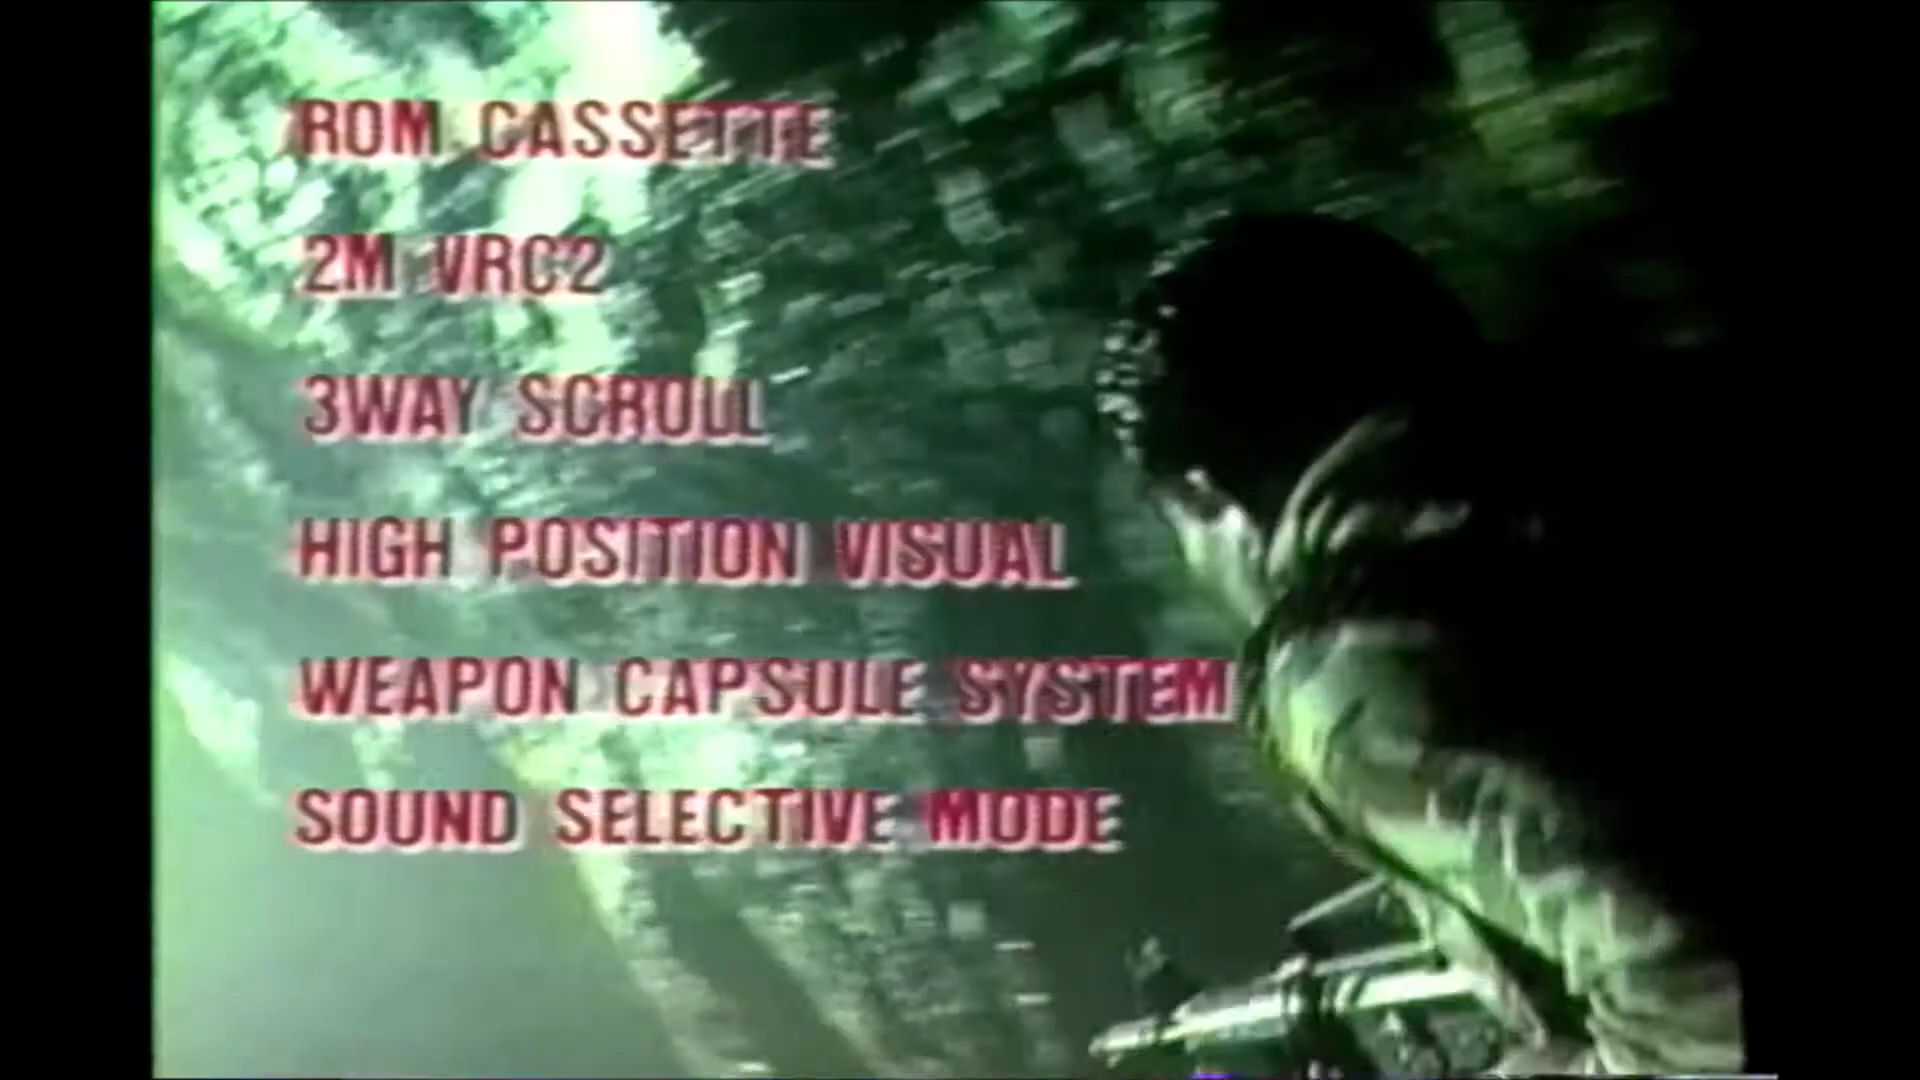 ROM CASSETTE
2M VRC2
3WAY SCROLL
HIGH POSITION VISUAL
WEAPON CAPSULE SYSTEM
SOUND SELECTIVE MODE